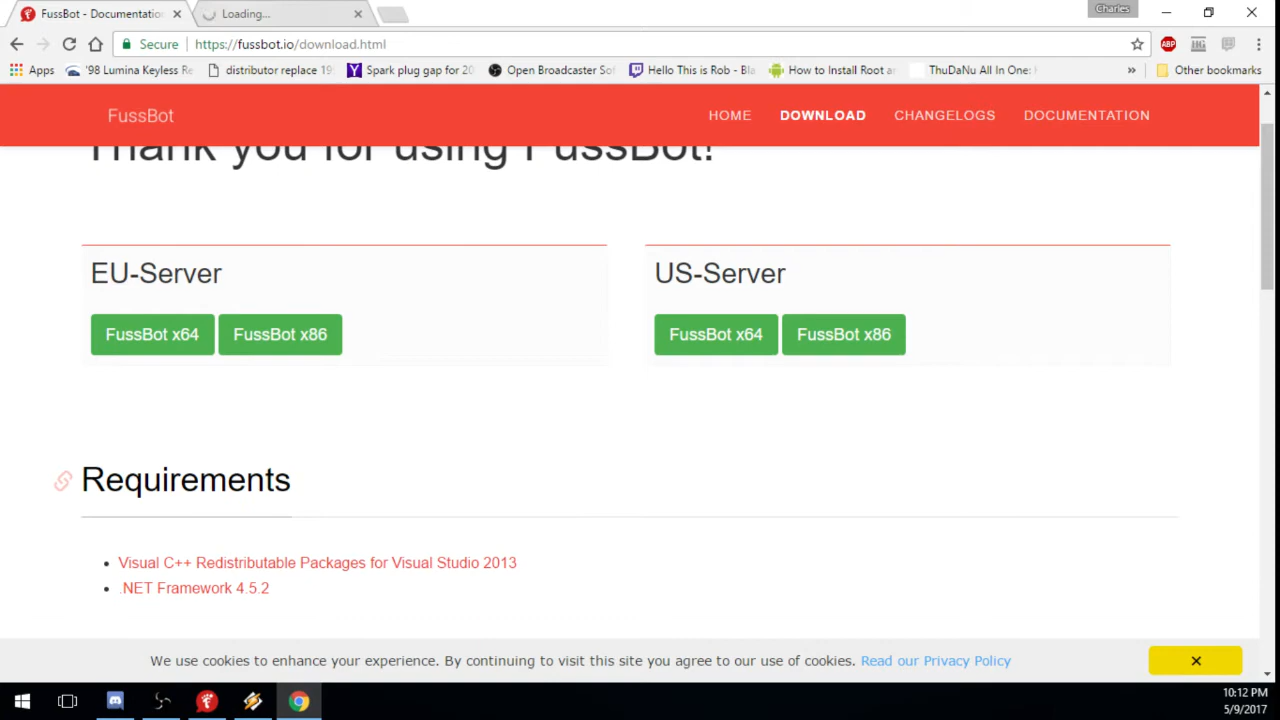 FussBot - Documentatio
Loading...
Charles
Secure
https://fussbot.io/download.html
ABP
Apps
'98 Lumina Keyless Re
distributor replace 19
Spark plug gap for 20
Open Broadcaster Sof
Hello This is Rob - Bla
How to Install Root a
ThuDaNu All In One:
»
Other bookmarks
FussBot
HOME
DOWNLOAD
CHANGELOGS
DOCUMENTATION
Thank you for using FussBot!
EU-Server
US-Server
FussBot x64
FussBot x86
FussBot x64
FussBot x86
Requirements
Visual C++ Redistributable Packages for Visual Studio 2013
.NET Framework 4.5.2
We use cookies to enhance your experience. By continuing to visit this site you agree to our use of cookies. Read our Privacy Policy
10:12 PM
5/9/2017